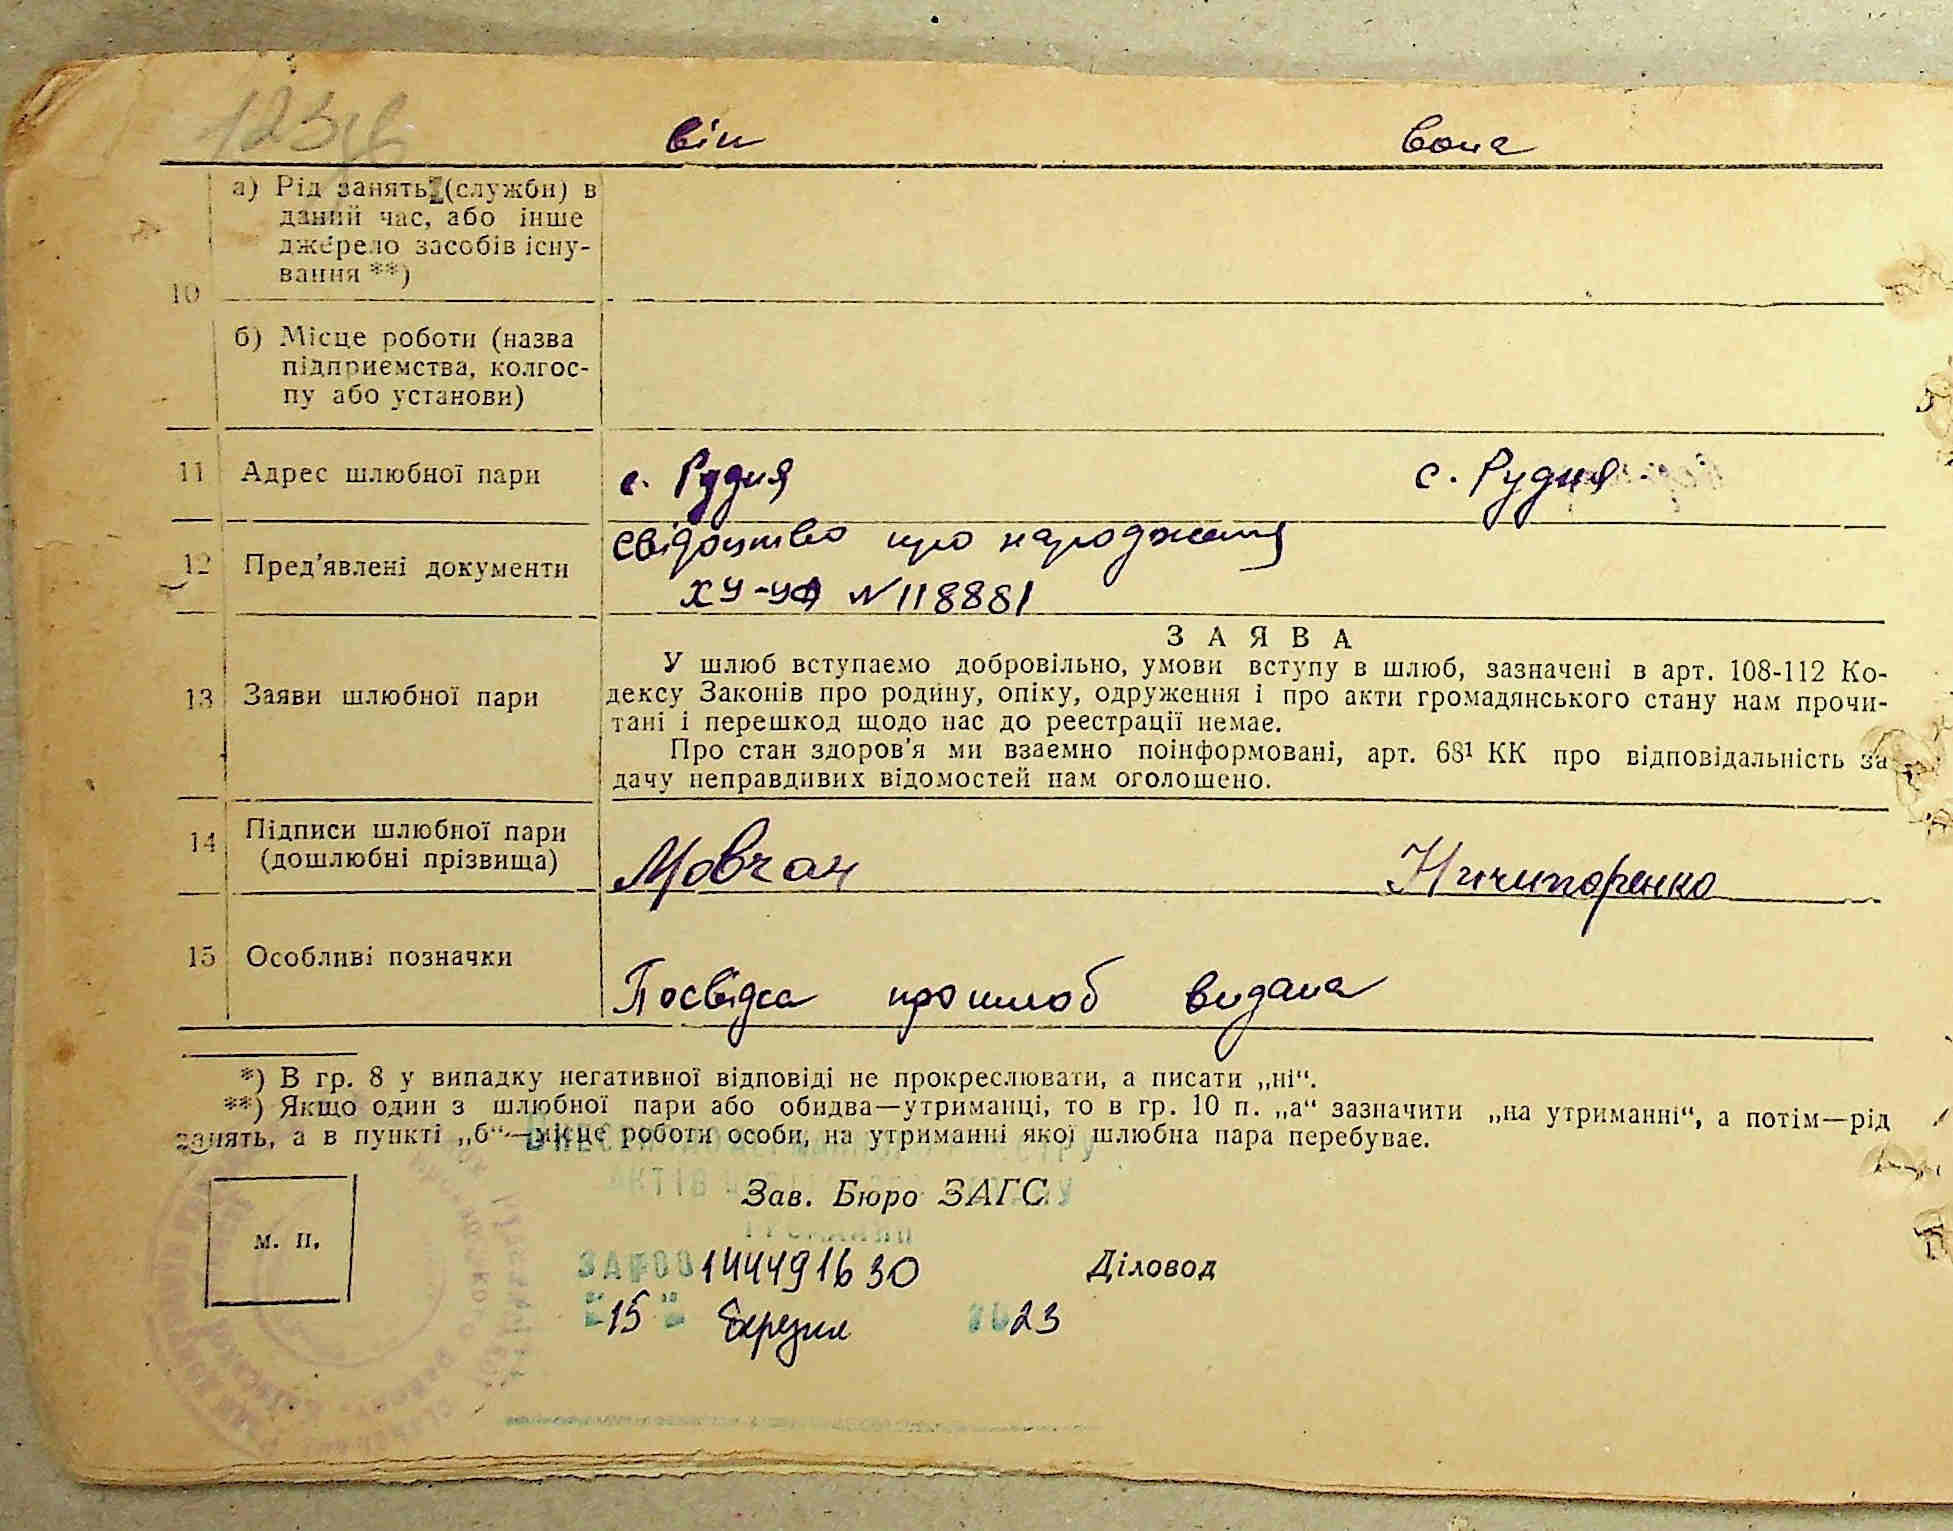 він вона
а) Рід занять (служби) в
даний час, або інше
джерело засобів існу-
вання **)
10
б) Місце роботи (назва
підприємства, колгос-
пу або установи)
11 Адрес шлюбної пари с. Рудня с. Рудня
12 Пред'явлені документи свідоцтво про народження
ХУ-УФ N 118881
13 Заяви шлюбної пари
ЗАЯВА
У шлюб вступаємо добровільно, умови вступу в шлюб, зазначені в арт. 108-112 Ко-
дексу Законів про родину, опіку, одруження і про акти громадянського стану нам прочи-
тані і перешкод щодо нас до реєстрації немає.
Про стан здоров'я ми взаємно поінформовані, арт. 68¹ КК про відповідальність за
дачу неправдивих відомостей нам оголошено.
14 Підписи шлюбної пари
(дошлюбні прізвища) Мовчан Ничипоренко
15 Особливі позначки Посвідка про шлюб видана
*) В гр. 8 у випадку негативної відповіді не прокреслювати, а писати „ні“.
**) Якщо один з шлюбної пари або обидва—утриманці, то в гр. 10 п. „а“ зазначити „на утриманні“, а потім—рід
занять, а в пункті „б“—місце роботи особи, на утриманні якої шлюбна пара перебуває.
Зав. Бюро ЗАГС
м. п.
ЗА №00144491630
Діловод
"15" Березня 2023